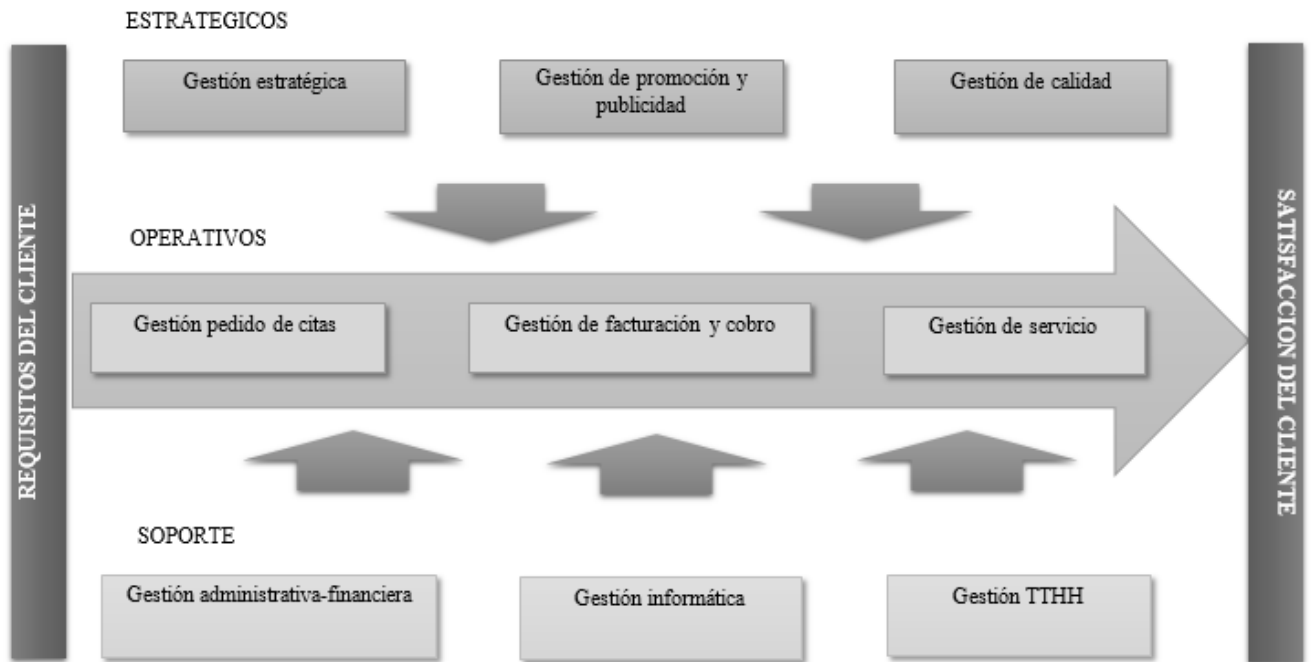 ESTRATEGICOS
Gestión estratégica
Gestión de promoción y
publicidad
Gestión de calidad
REQUISITOS DEL CLIENTE
OPERATIVOS
Gestión pedido de citas
Gestión de facturación y cobro
Gestión de servicio
SATISFACCION DEL CLIENTE
SOPORTE
Gestión administrativa-financiera
Gestión informática
Gestión TTHH